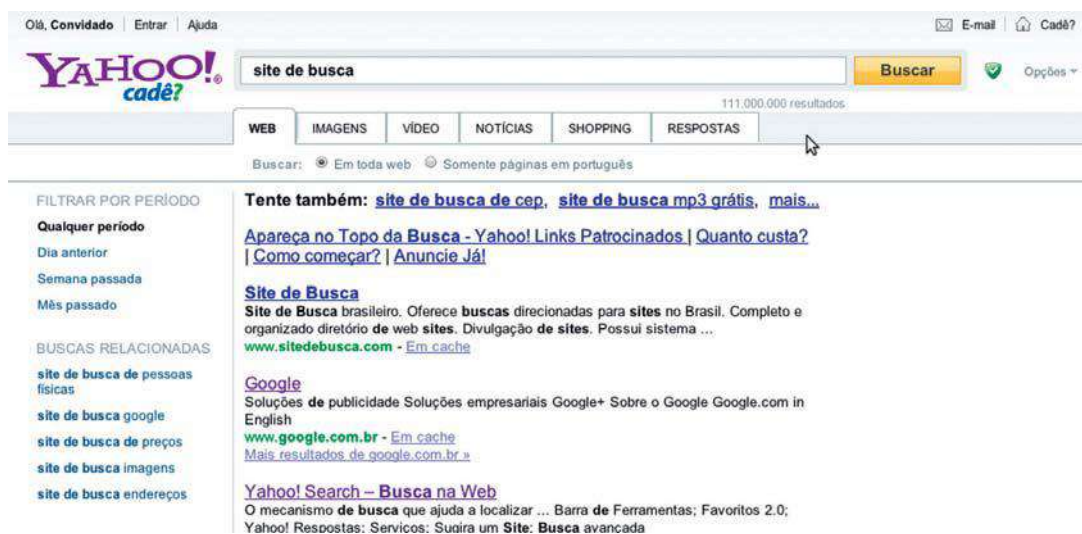 Olá, Convidado | Entrar | Ajuda
E-mail | Cadê?
YAHOO!® cadê?
site de busca
Buscar
Opções
111.000.000 resultados
WEB IMAGENS VÍDEO NOTÍCIAS SHOPPING RESPOSTAS
Buscar: Em toda web Somente páginas em português
FILTRAR POR PERÍODO
Qualquer período
Dia anterior
Semana passada
Mês passado
BUSCAS RELACIONADAS
site de busca de pessoas
físicas
site de busca google
site de busca de preços
site de busca imagens
site de busca endereços
Tente também: site de busca de cep, site de busca mp3 grátis, mais...
Apareça no Topo da Busca - Yahoo! Links Patrocinados | Quanto custa?
| Como começar? | Anuncie Já!
Site de Busca
Site de Busca brasileiro. Oferece buscas direcionadas para sites no Brasil. Completo e
organizado diretório de web sites. Divulgação de sites. Possui sistema ...
www.sitedebusca.com - Em cache
Google
Soluções de publicidade Soluções empresariais Google+ Sobre o Google Google.com in
English
www.google.com.br - Em cache
Mais resultados de google.com.br »
Yahoo! Search – Busca na Web
O mecanismo de busca que ajuda a localizar ... Barra de Ferramentas; Favoritos 2.0;
Yahoo! Respostas; Serviços; Sugira um Site; Busca avançada